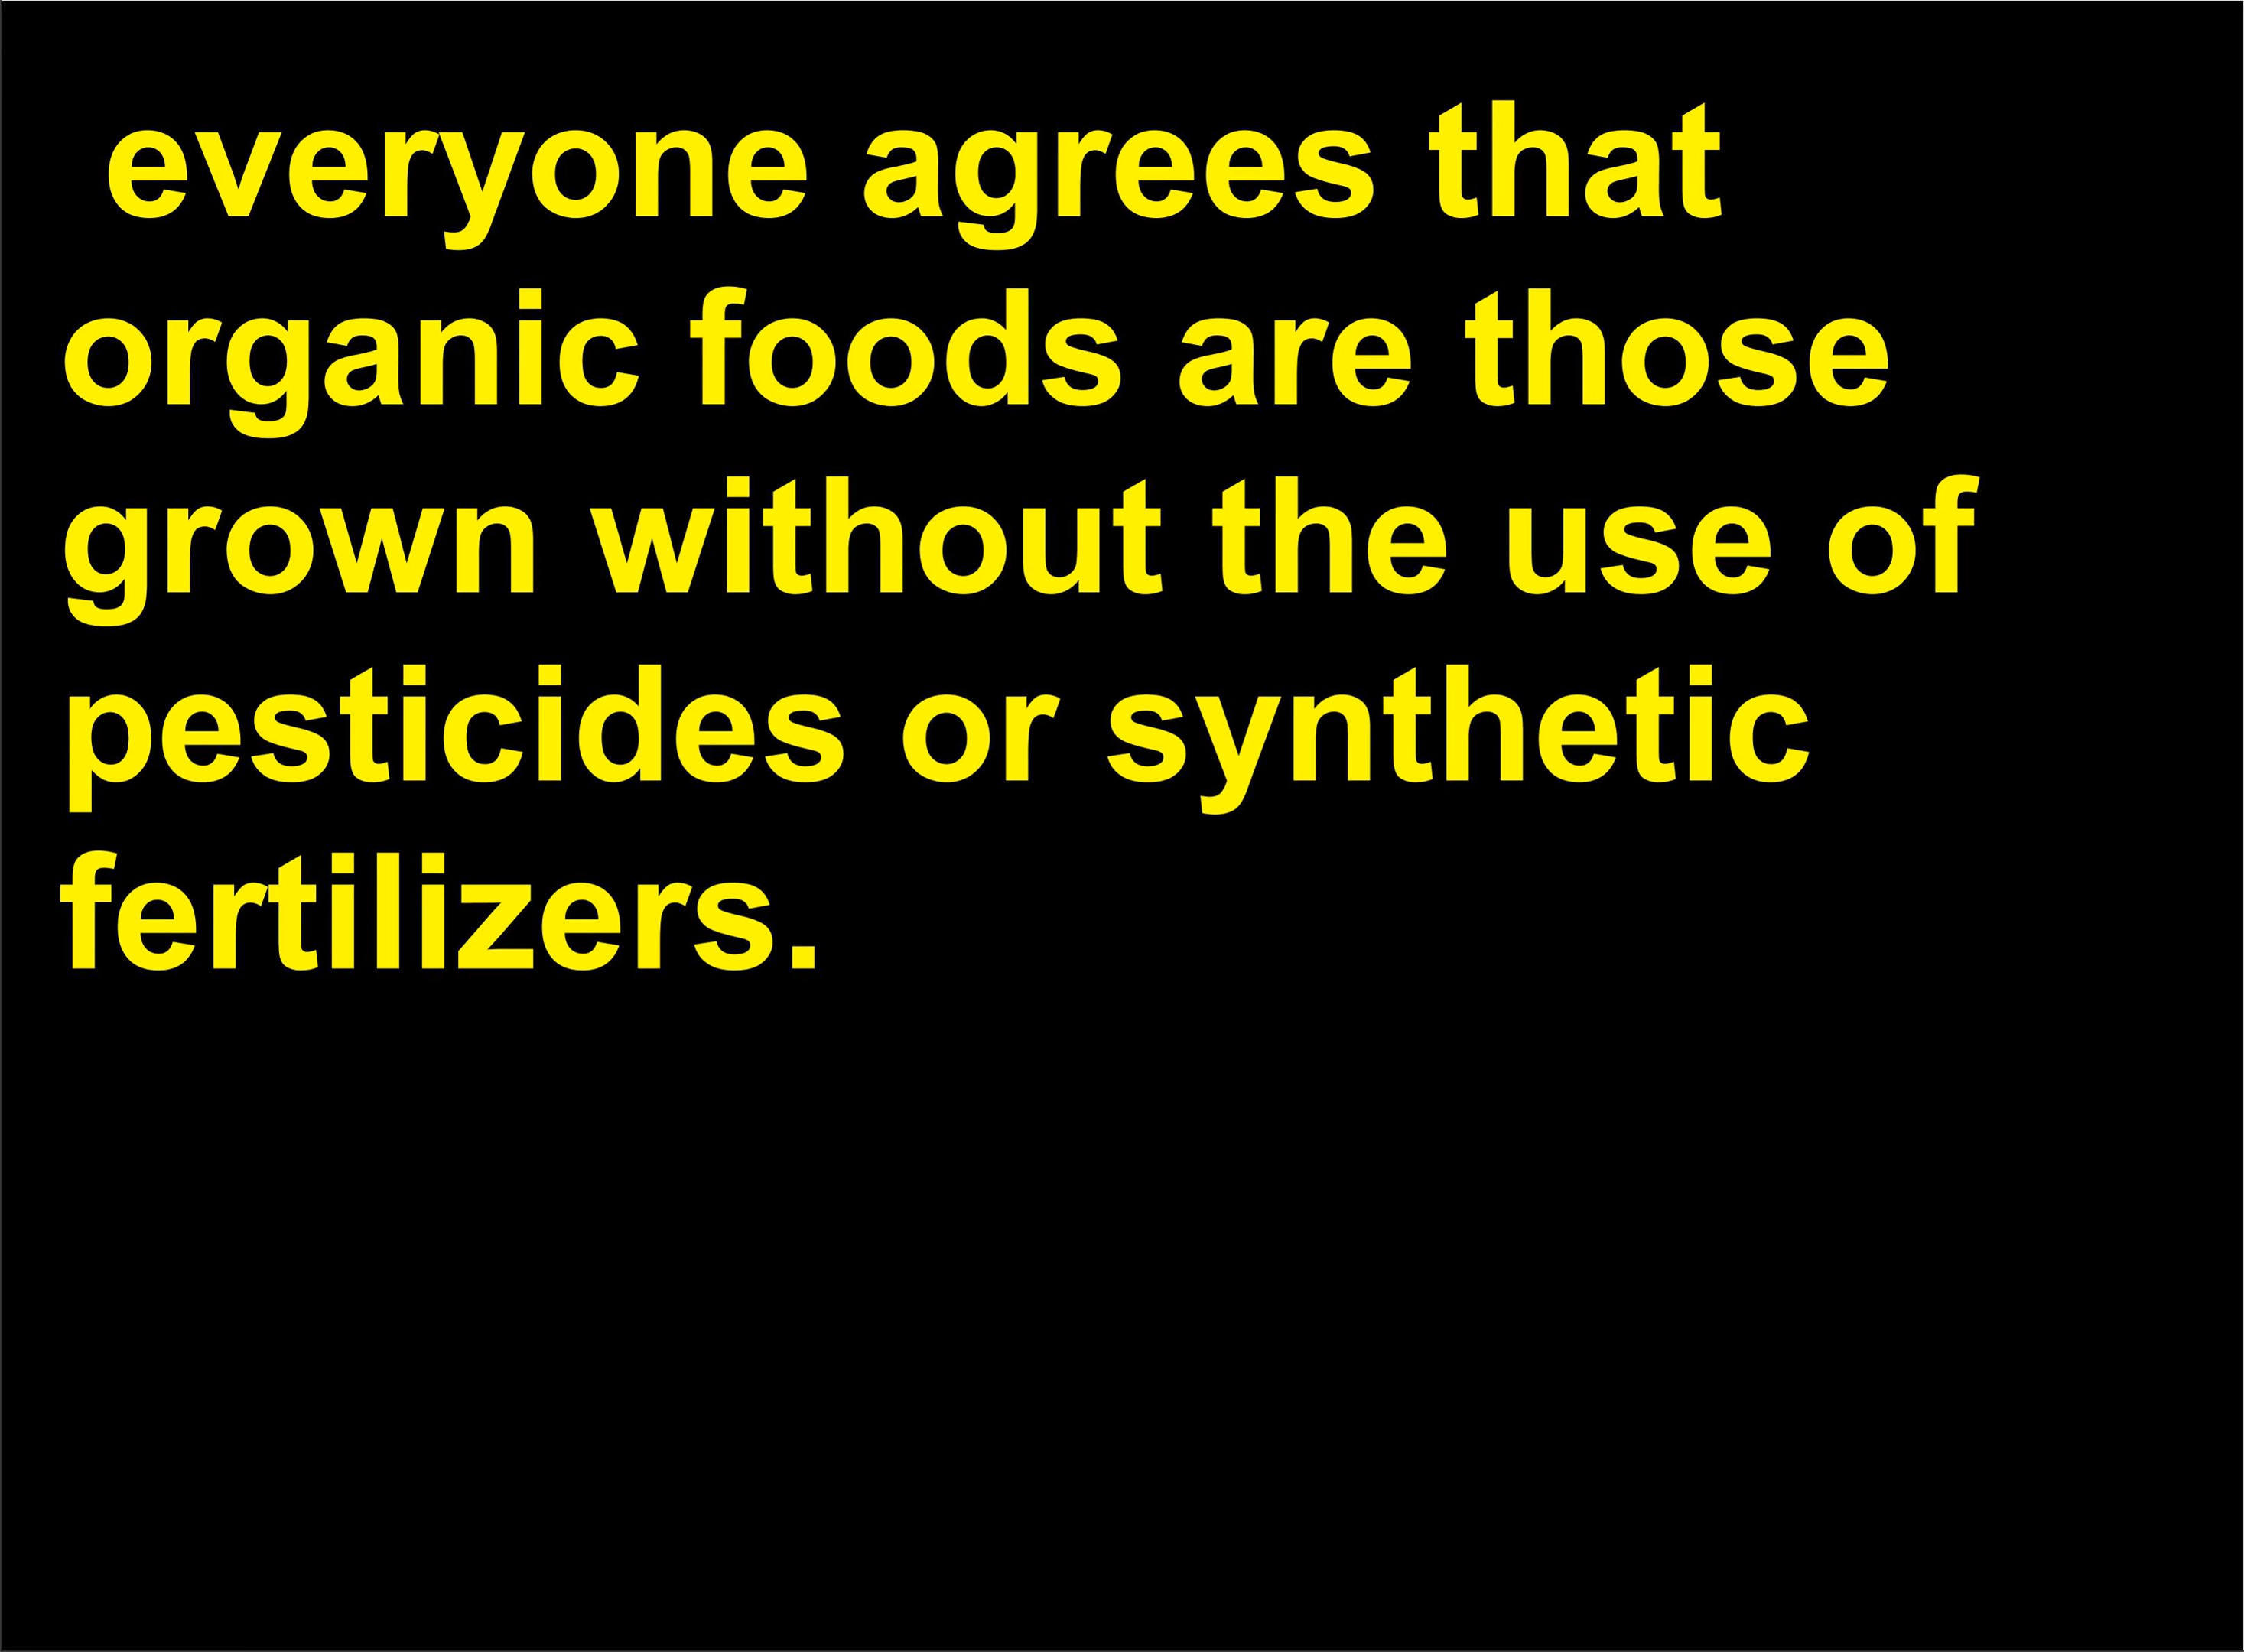 everyone agrees that
organic foods are those
grown without the use of
pesticides or synthetic
fertilizers.